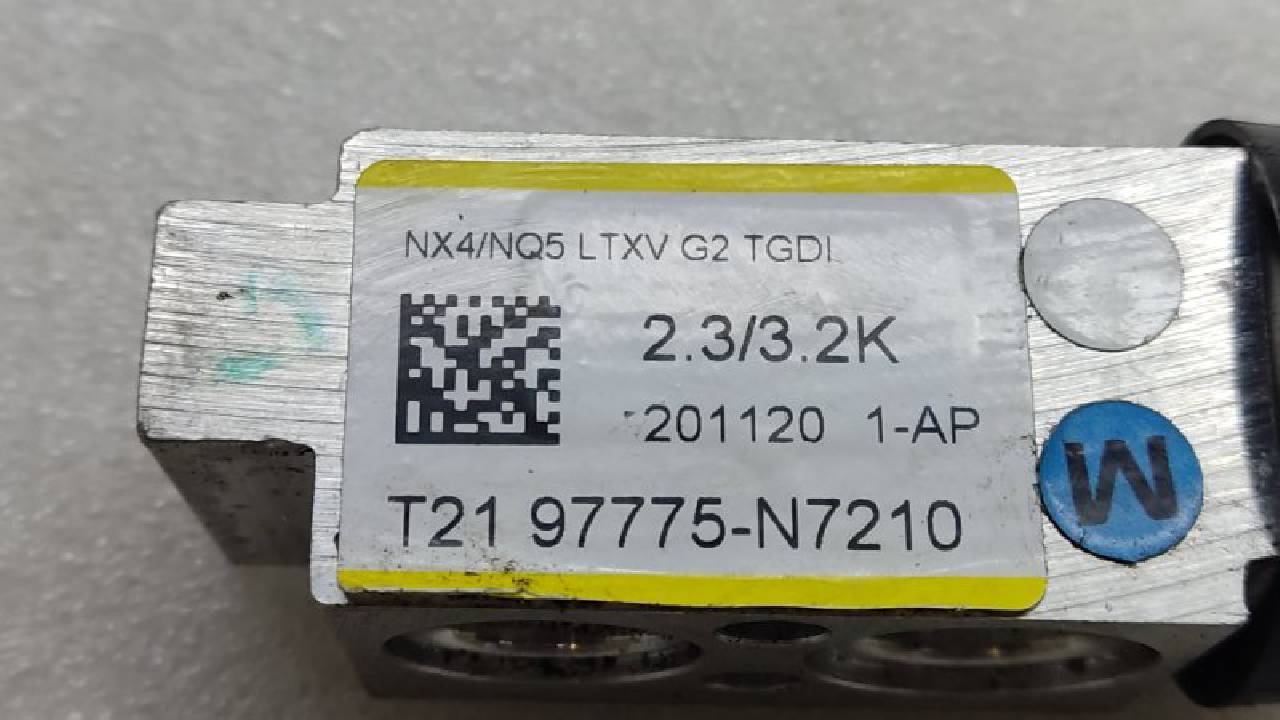 NX4/NQ5 LTXV G2 TGDI
2.3/3.2K
201120 1-AP
T21 97775-N7210
M